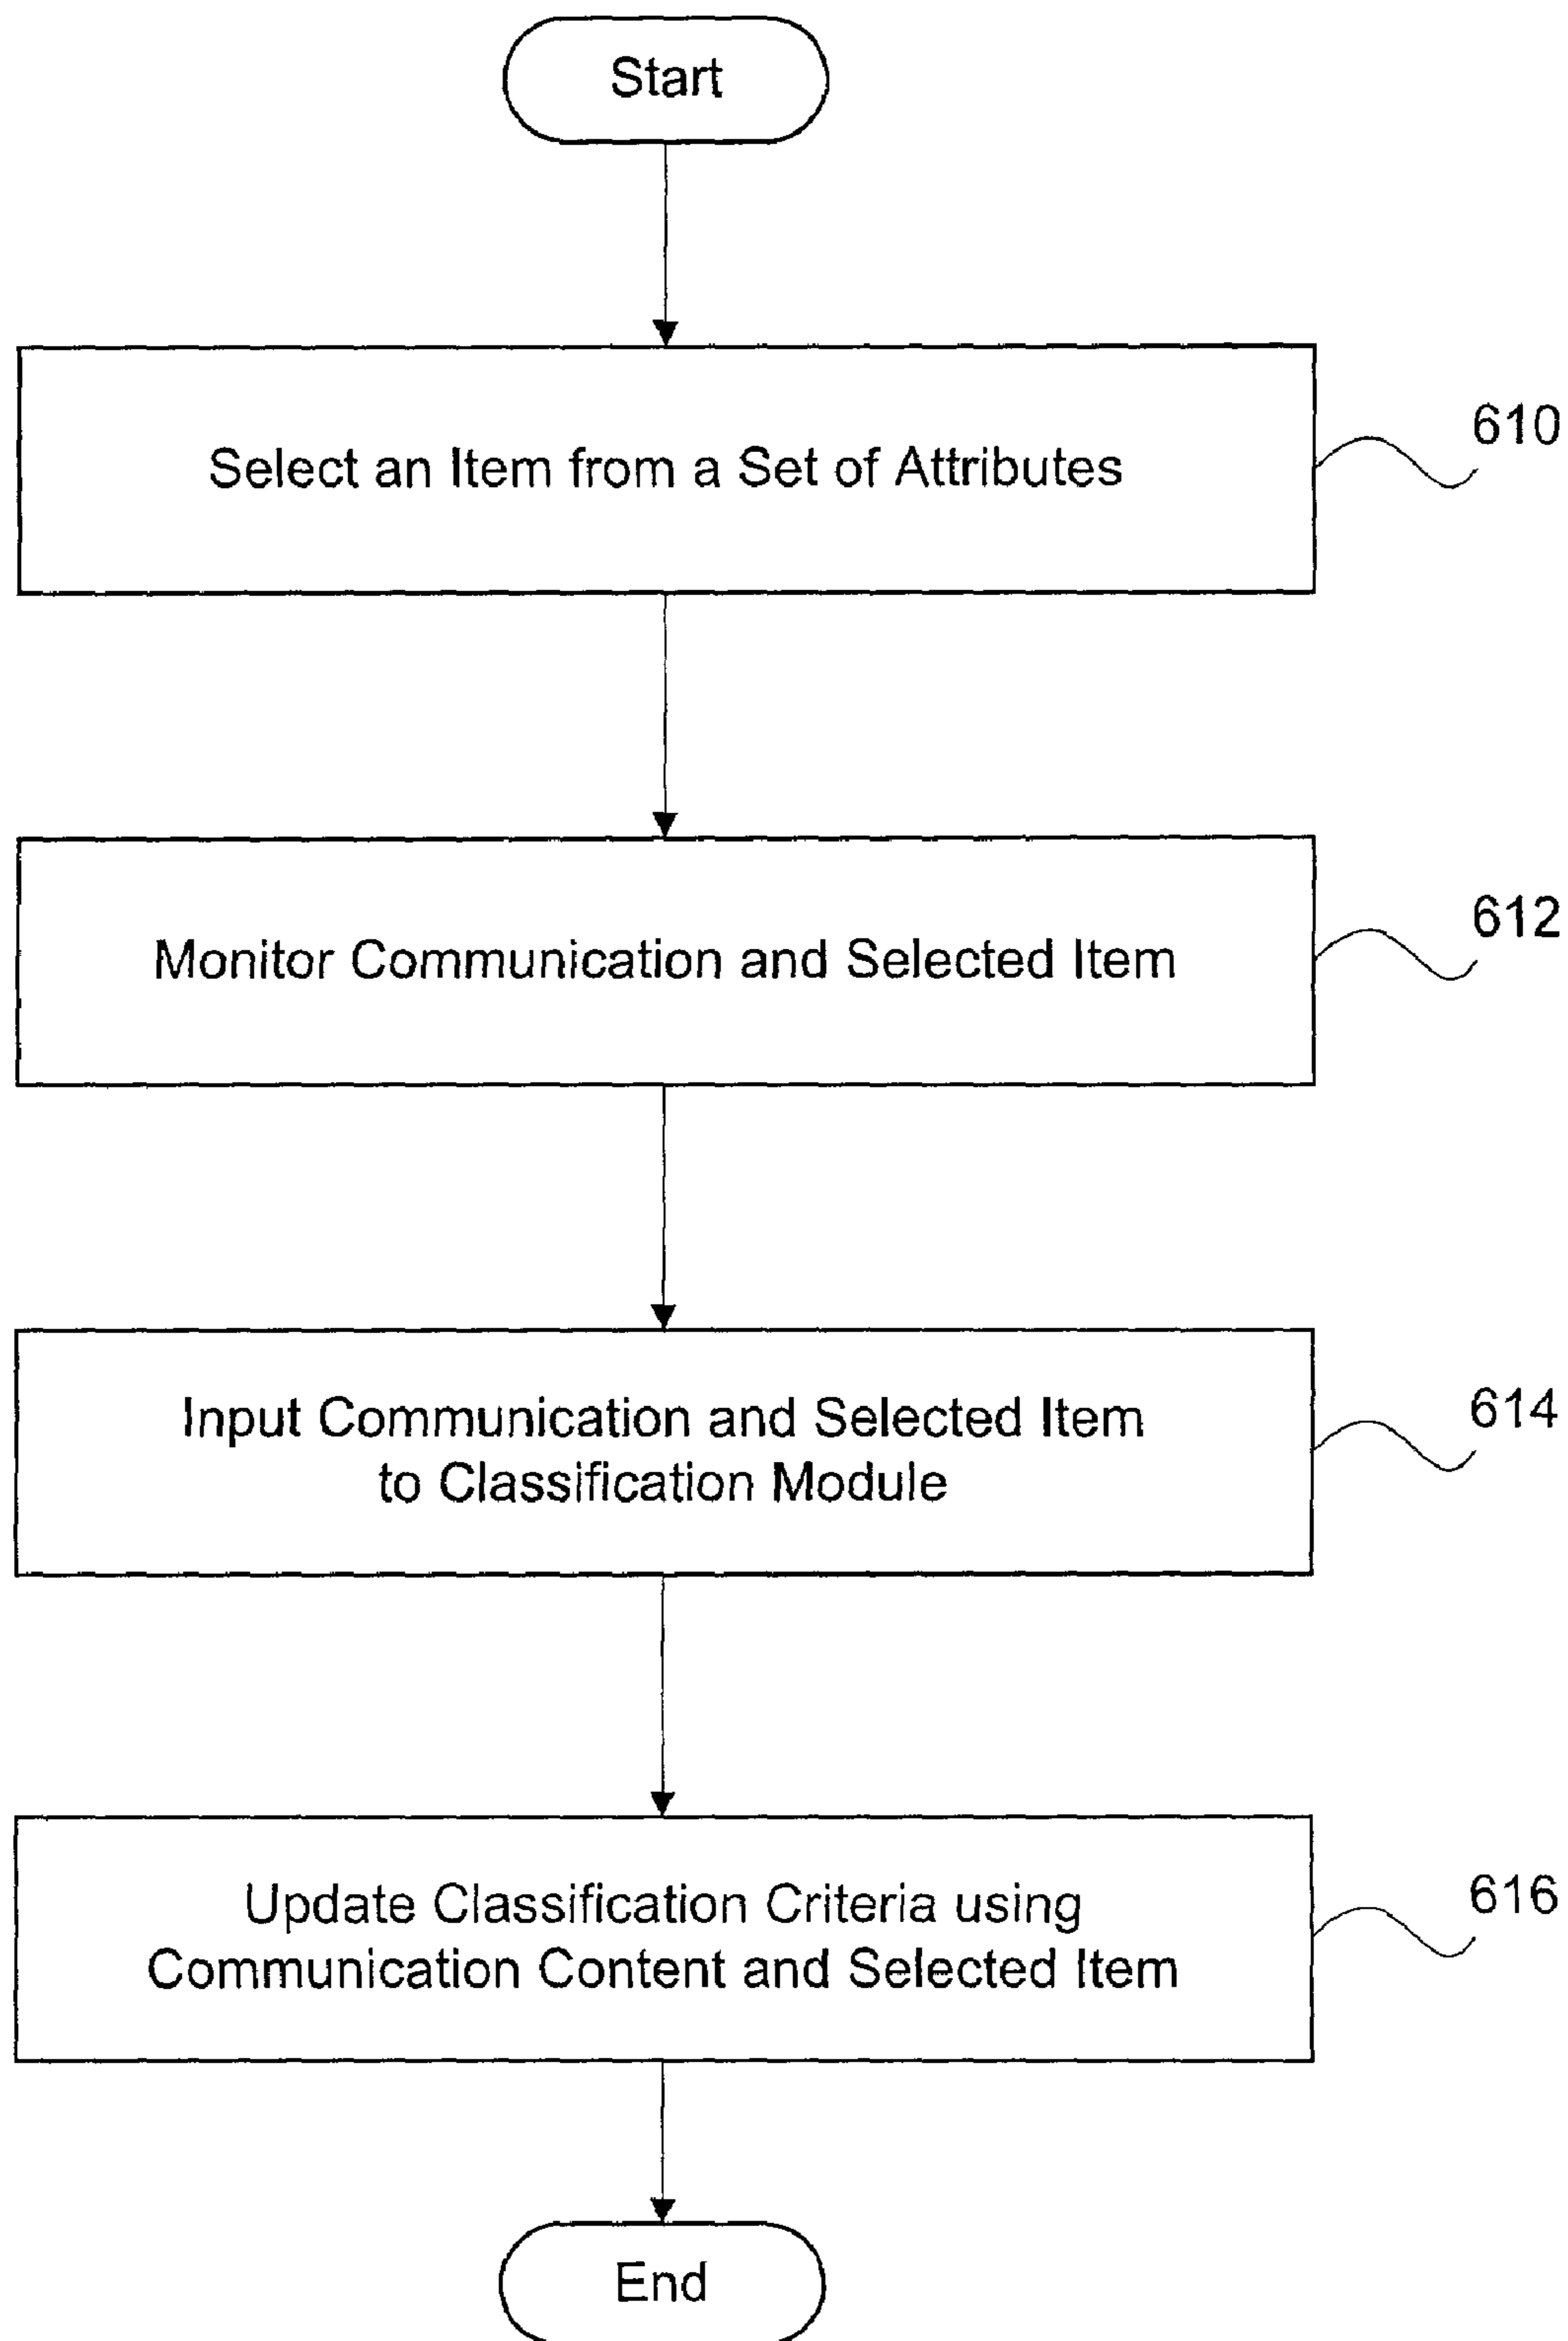 Start
Select an Item from a Set of Attributes
610
Monitor Communication and Selected Item
612
Input Communication and Selected Item
to Classification Module
614
Update Classification Criteria using
Communication Content and Selected Item
616
End